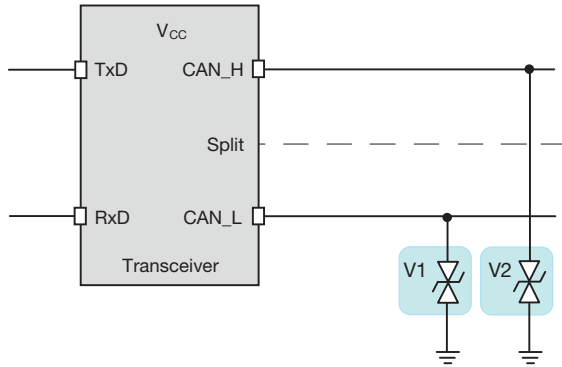 V_CC
TxD
CAN_H
Split
RxD
CAN_L
Transceiver
V1
V2